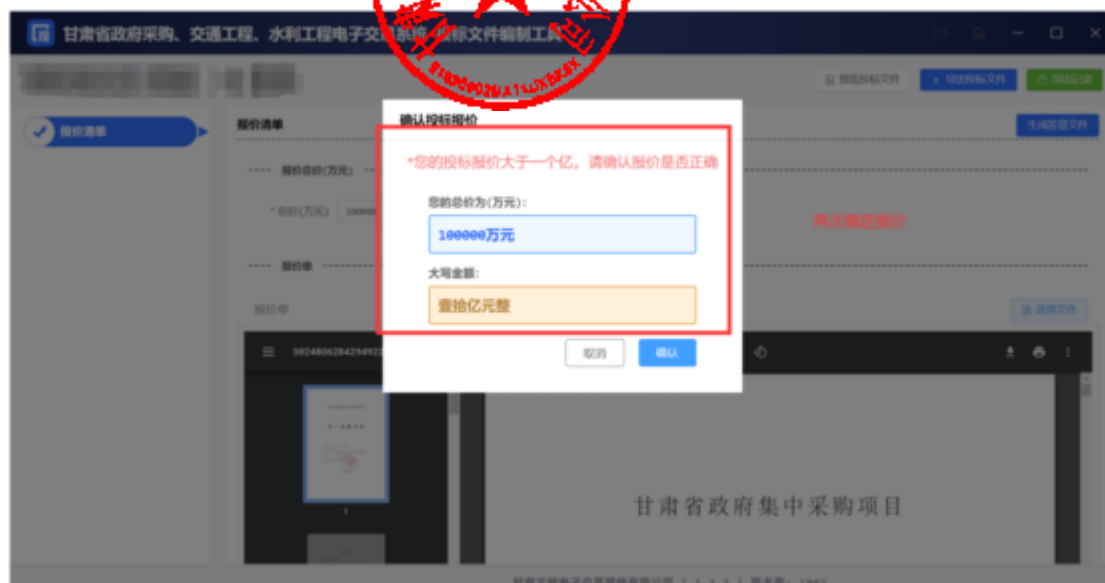 甘肃省政府采购、交通工程、水利工程电子交易系统-投标文件编制工具
预览投标文件
导出投标文件
导出记录
报价清单
报价清单
生成加密文件
报价总价(万元)
*总价(万元) 100000
再次确定报价
报价单
报价单
选择文件
确认投标报价
*您的投标报价大于一个亿，请确认报价是否正确
您的总价为(万元)：
100000万元
大写金额：
壹拾亿元整
取消
确认
甘肃省政府集中采购项目
1